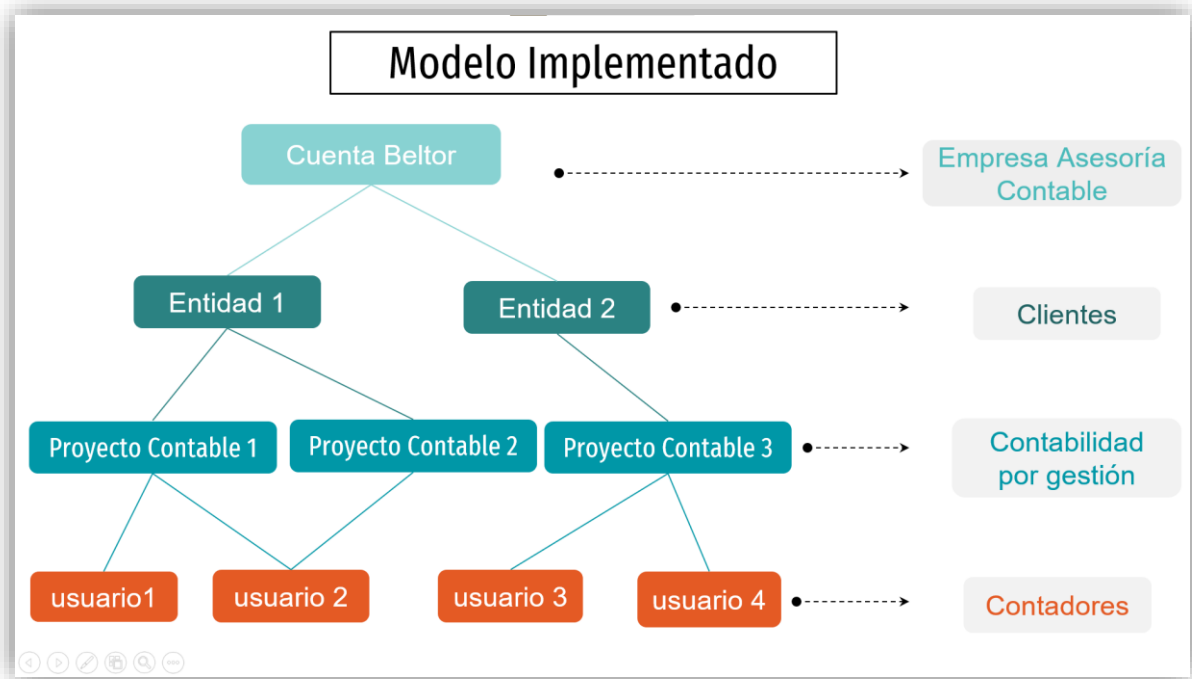 Modelo Implementado
Cuenta Beltor
Empresa Asesoría
Contable
Entidad 1
Entidad 2
Clientes
Proyecto Contable 1
Proyecto Contable 2
Proyecto Contable 3
Contabilidad
por gestión
usuario1
usuario 2
usuario 3
usuario 4
Contadores